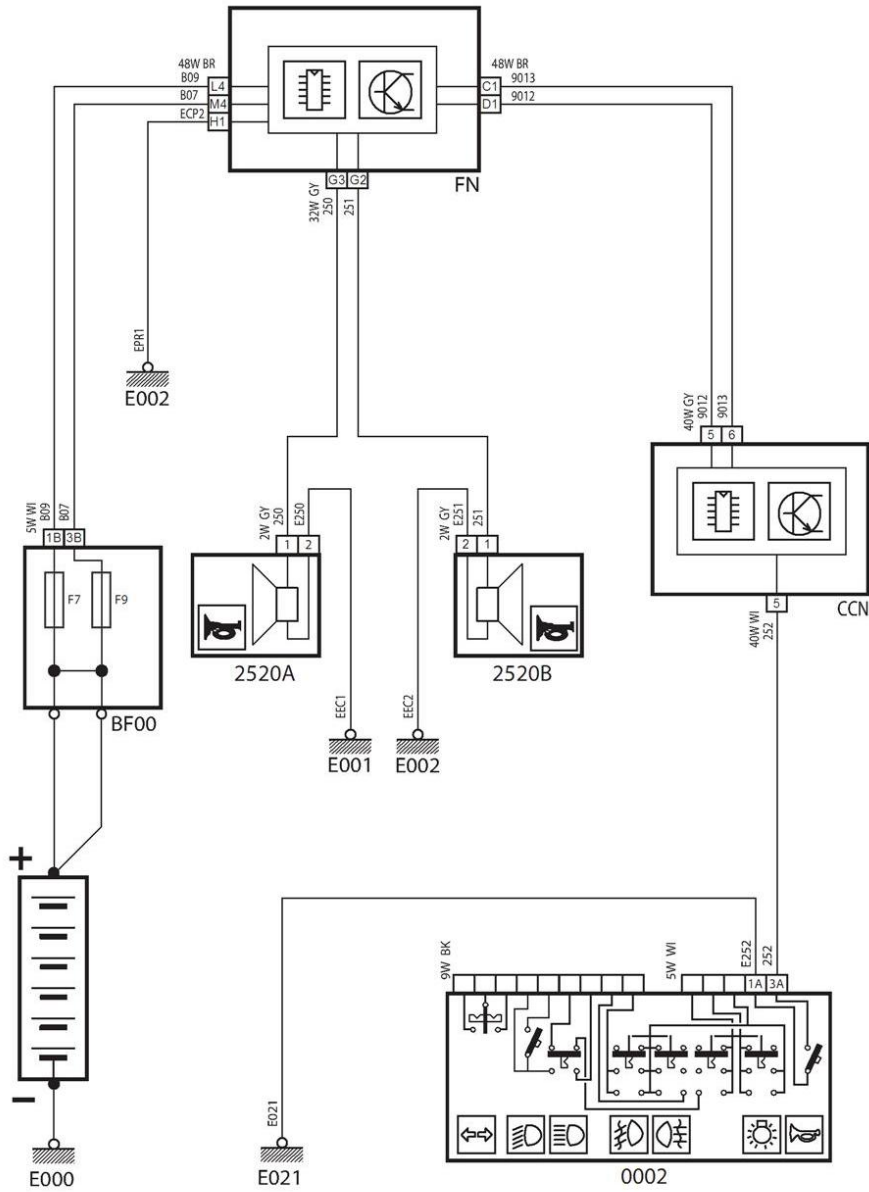 48W BR
B09
B07
ECP2
L4
M4
H1
48W BR
9013
9012
C1
D1
FN
G3 G2
32W GY
250
251
EPR1
E002
40W GY
9012
9013
5 6
CCN
5
40W WI
252
5W WI
B09
B07
1B 3B
F7
F9
BF00
2W GY
250
E250
1 2
2520A
2W GY
E251
251
2 1
2520B
EEC1
E001
EEC2
E002
+
−
E000
E021
E021
9W BK
5W WI
E252
252
1A 3A
0002